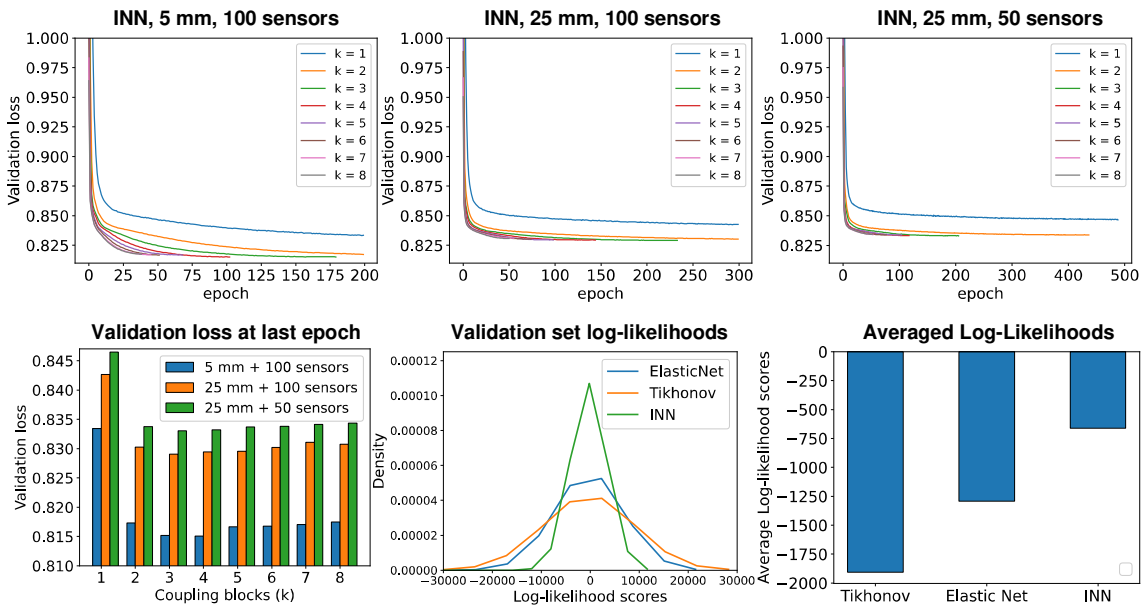 INN, 5 mm, 100 sensors
1.000
0.975
0.950
0.925
0.900
0.875
0.850
0.825
Validation loss
0
25
50
75
100
125
150
175
200
epoch
k = 1
k = 2
k = 3
k = 4
k = 5
k = 6
k = 7
k = 8
INN, 25 mm, 100 sensors
1.000
0.975
0.950
0.925
0.900
0.875
0.850
0.825
Validation loss
0
50
100
150
200
250
300
epoch
k = 1
k = 2
k = 3
k = 4
k = 5
k = 6
k = 7
k = 8
INN, 25 mm, 50 sensors
1.000
0.975
0.950
0.925
0.900
0.875
0.850
0.825
Validation loss
0
100
200
300
400
500
epoch
k = 1
k = 2
k = 3
k = 4
k = 5
k = 6
k = 7
k = 8
Validation loss at last epoch
0.845
0.840
0.835
0.830
0.825
0.820
0.815
0.810
Validation loss
1
2
3
4
5
6
7
8
Coupling blocks (k)
5 mm + 100 sensors
25 mm + 100 sensors
25 mm + 50 sensors
Validation set log-likelihoods
0.00012
0.00010
0.00008
0.00006
0.00004
0.00002
0.00000
Density
−30000
−20000
−10000
0
10000
20000
30000
Log-likelihood scores
ElasticNet
Tikhonov
INN
Averaged Log-Likelihoods
0
−250
−500
−750
−1000
−1250
−1500
−1750
−2000
Average Log-likelihood scores
Tikhonov
Elastic Net
INN